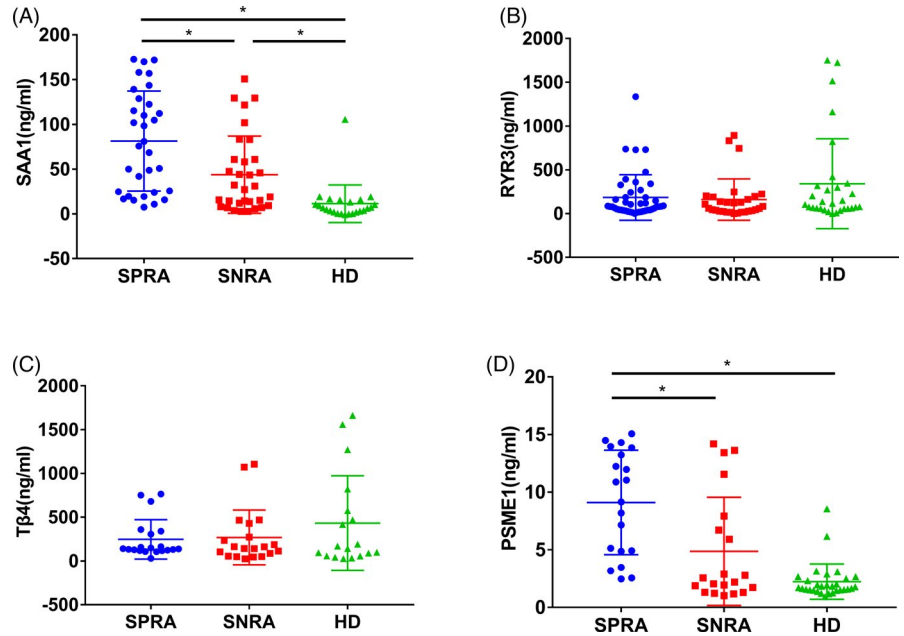 (A)
SAA1(ng/ml)
200
150
100
50
0
-50
SPRA SNRA HD
*
* *
(B)
RYR3(ng/ml)
2000
1500
1000
500
0
-500
SPRA SNRA HD
(C)
Tβ4(ng/ml)
2000
1500
1000
500
0
-500
SPRA SNRA HD
(D)
PSME1(ng/ml)
20
15
10
5
0
SPRA SNRA HD
*
*